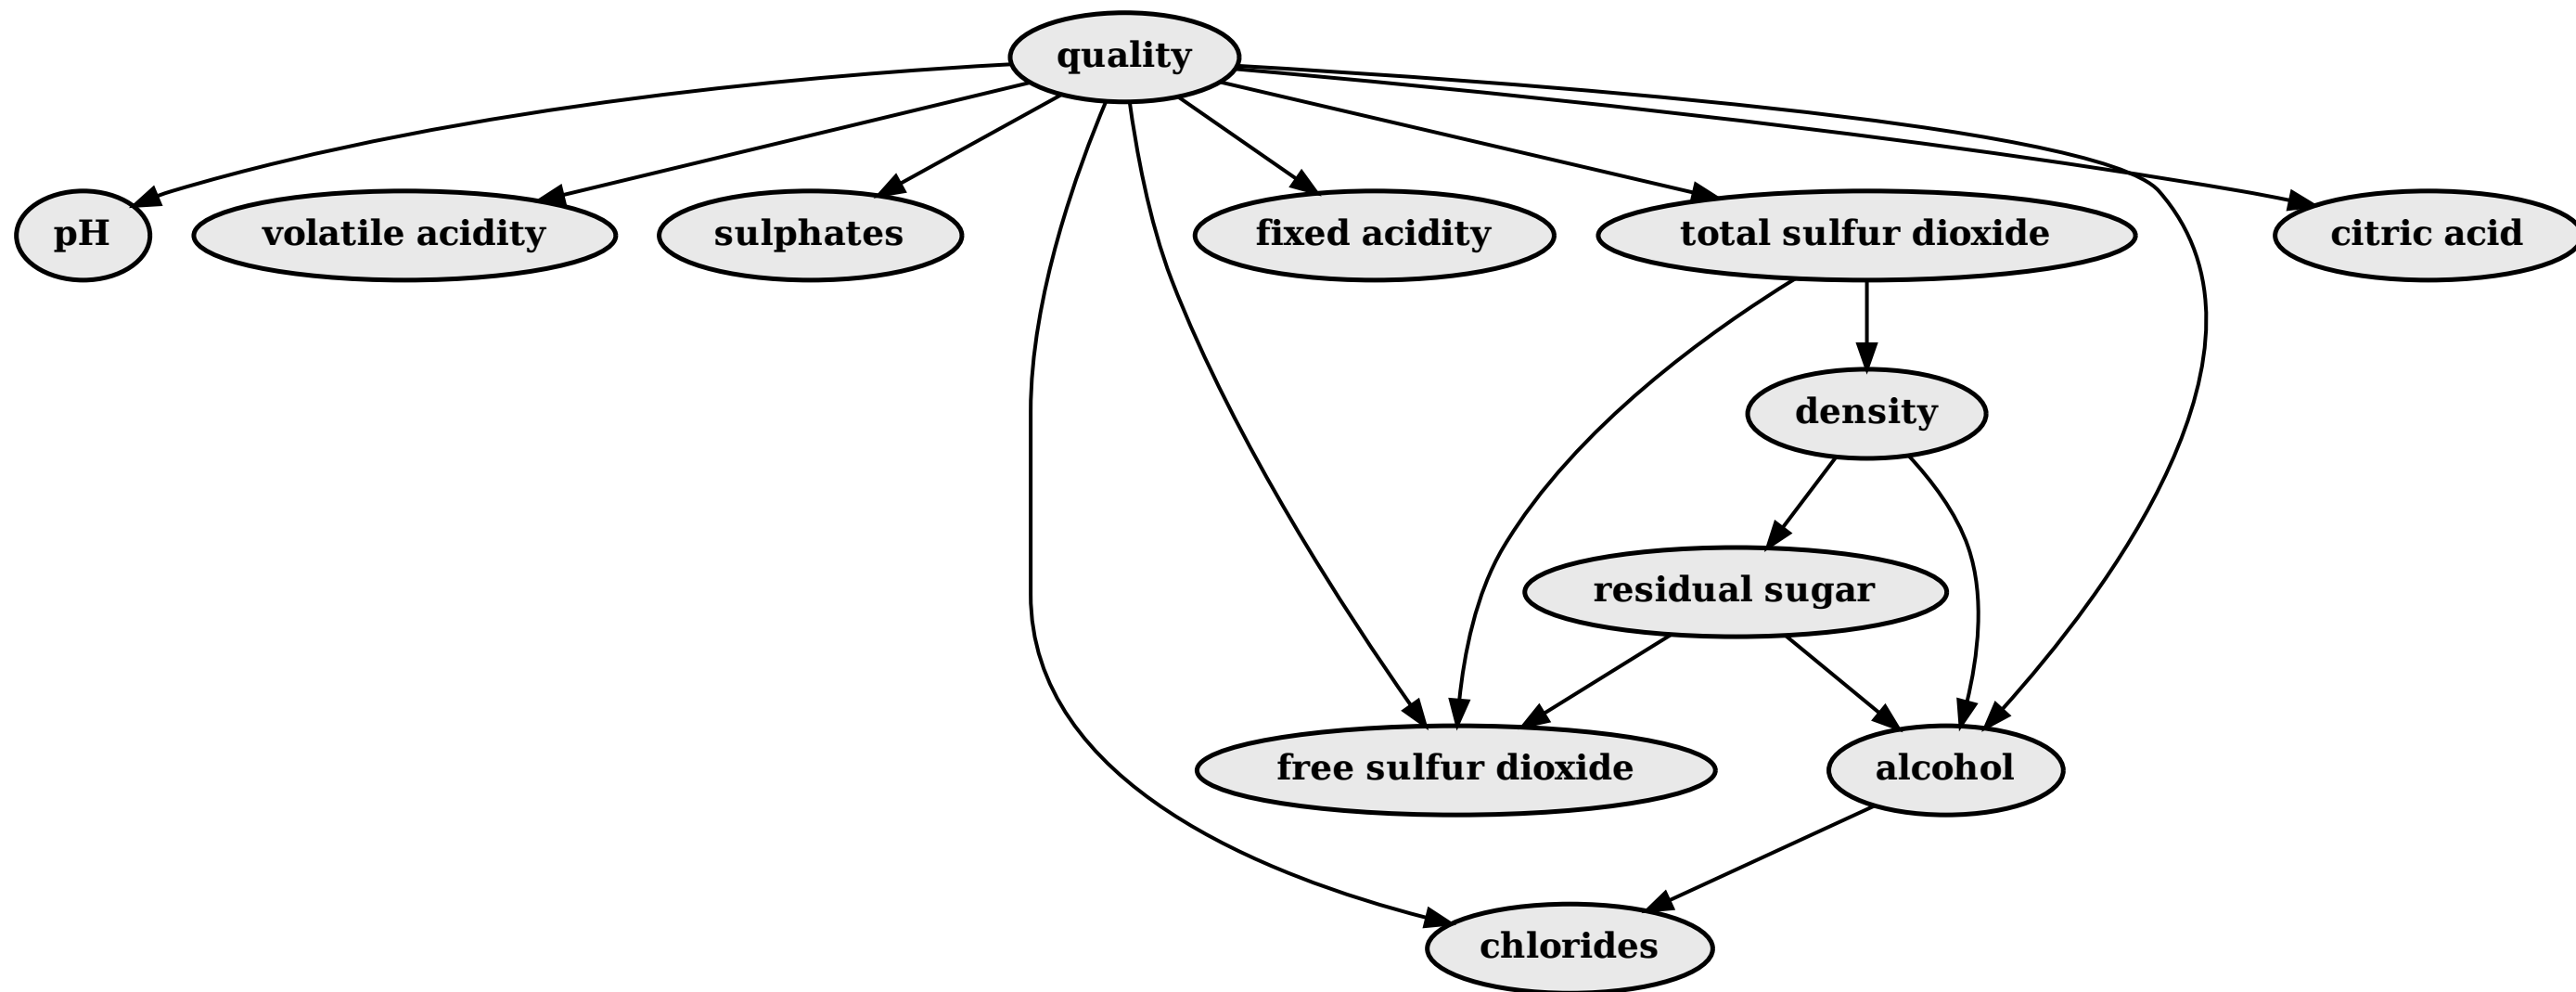 quality
pH
volatile acidity
sulphates
fixed acidity
total sulfur dioxide
citric acid
density
residual sugar
free sulfur dioxide
alcohol
chlorides